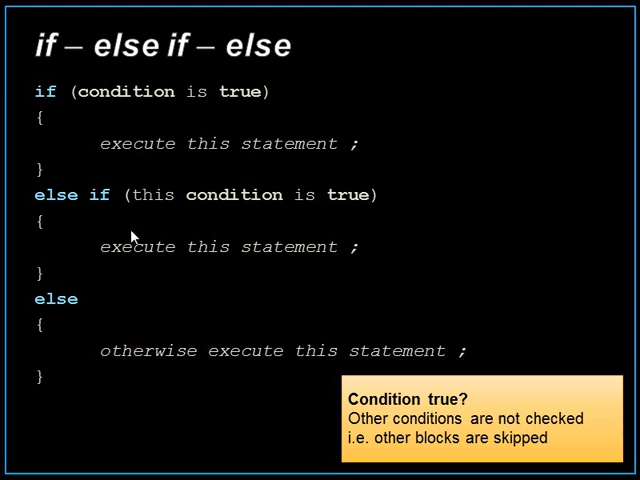 if – else if – else
if (condition is true)
{
execute this statement ;
}
else if (this condition is true)
{
execute this statement ;
}
else
{
otherwise execute this statement ;
}
Condition true?
Other conditions are not checked
i.e. other blocks are skipped